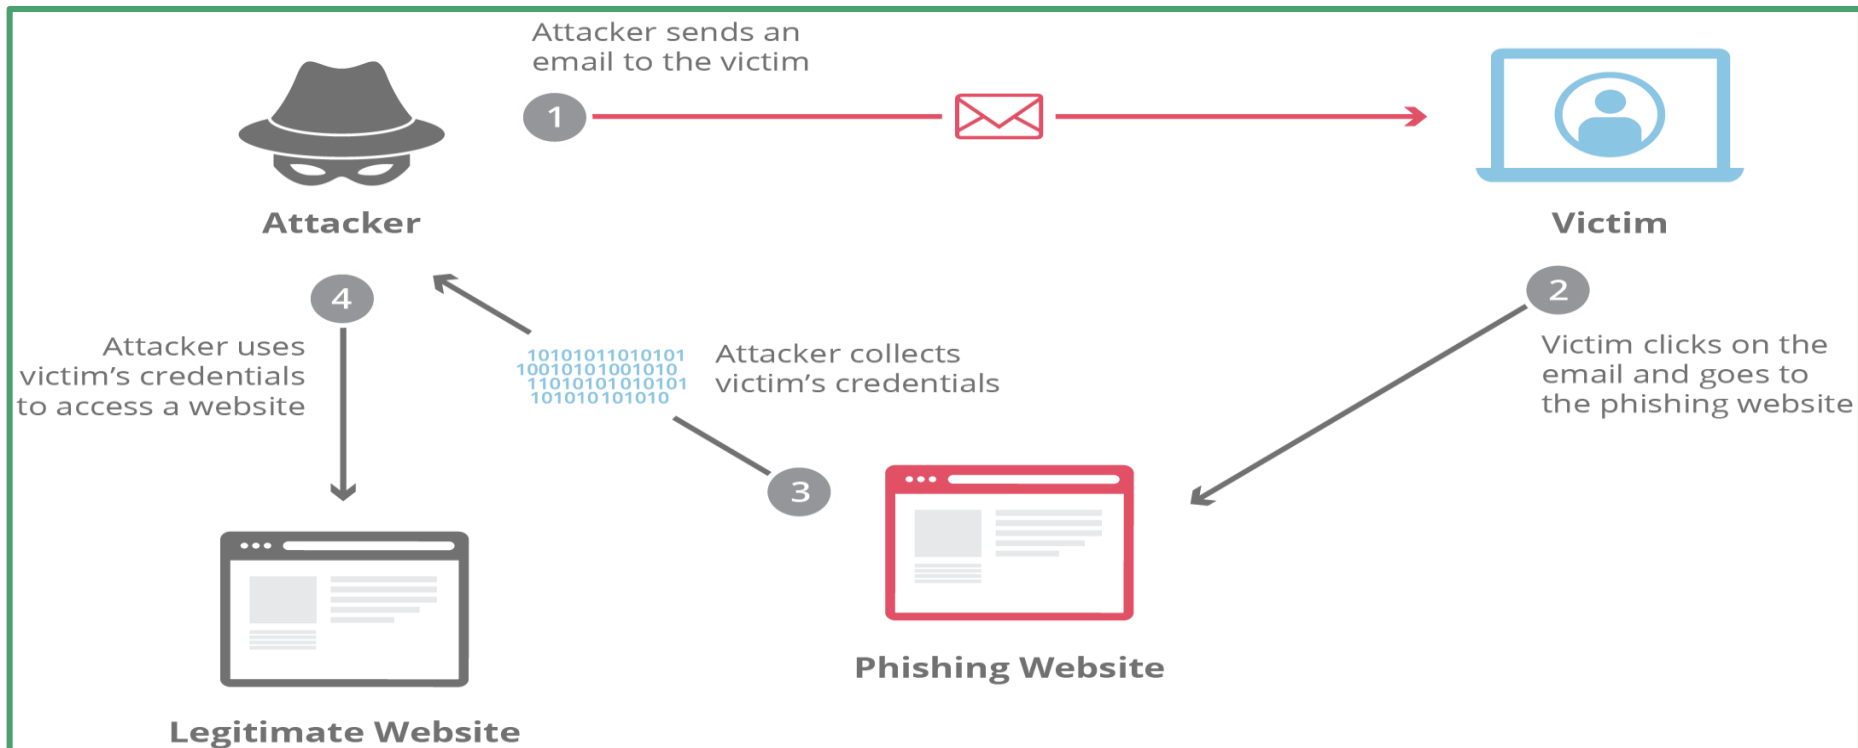 Attacker sends an
email to the victim
1
Attacker
Victim
2
Victim clicks on the
email and goes to
the phishing website
3
Attacker collects
victim’s credentials
10101011010101
10010101001010
11010101010101
101010101010
4
Attacker uses
victim’s credentials
to access a website
Phishing Website
Legitimate Website